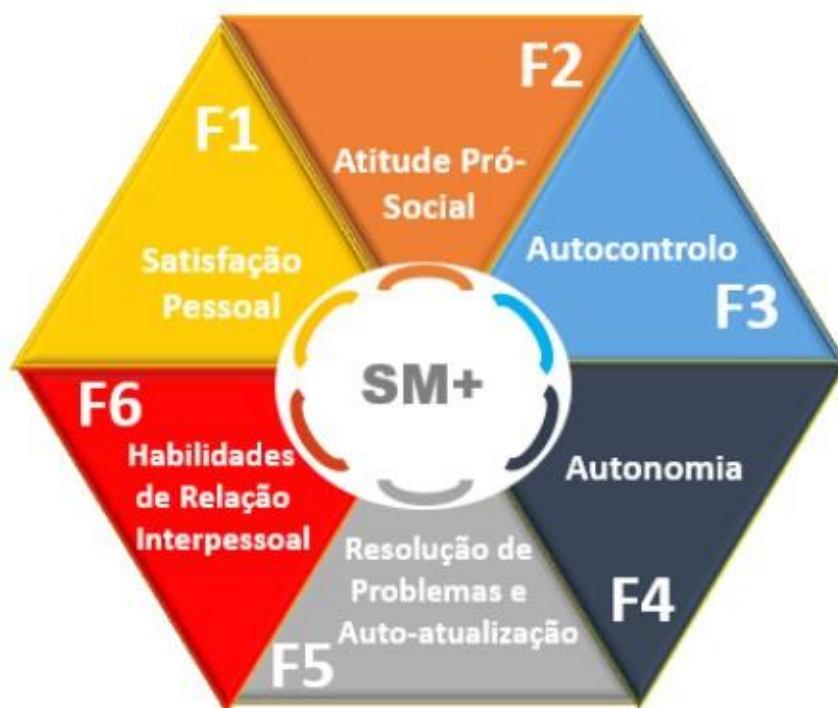 F1
Satisfação
Pessoal
F2
Atitude Pró-
Social
Autocontrolo
F3
Autonomia
F4
Resolução de
Problemas e
Auto-atualização
F5
F6
Habilidades
de Relação
Interpessoal
SM+